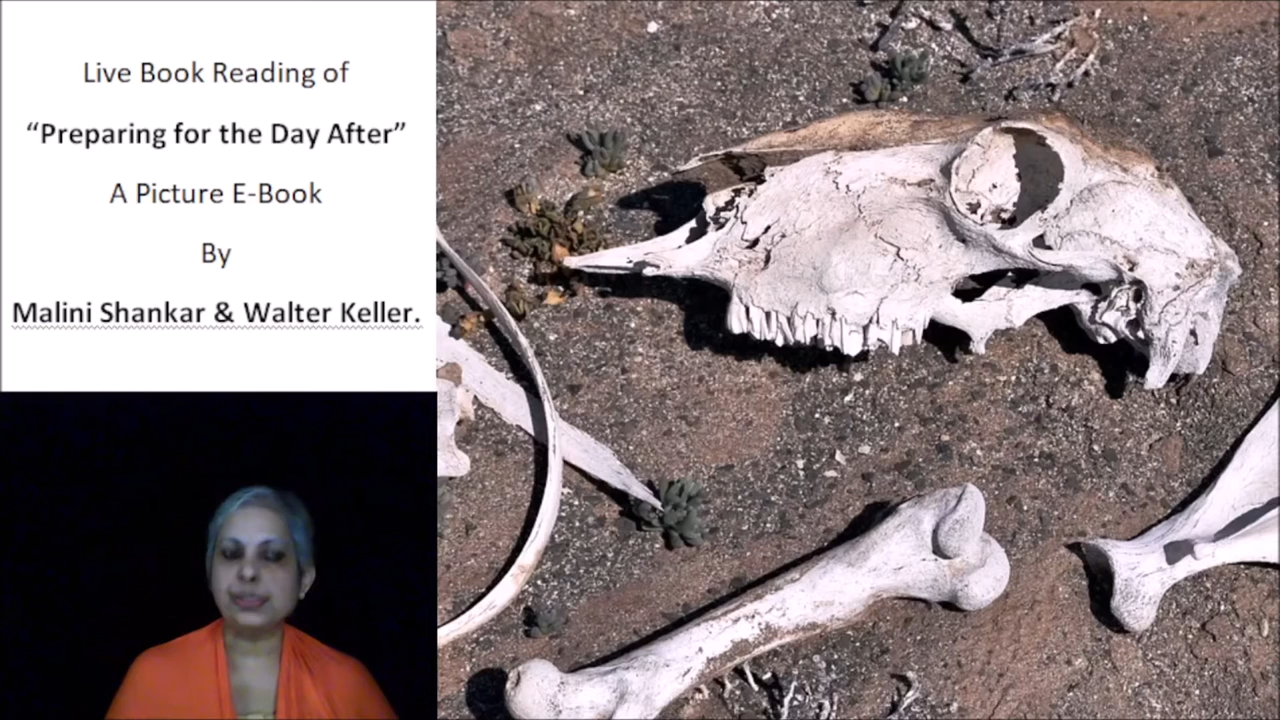 Live Book Reading of
“Preparing for the Day After”
A Picture E-Book
By
Malini Shankar & Walter Keller.